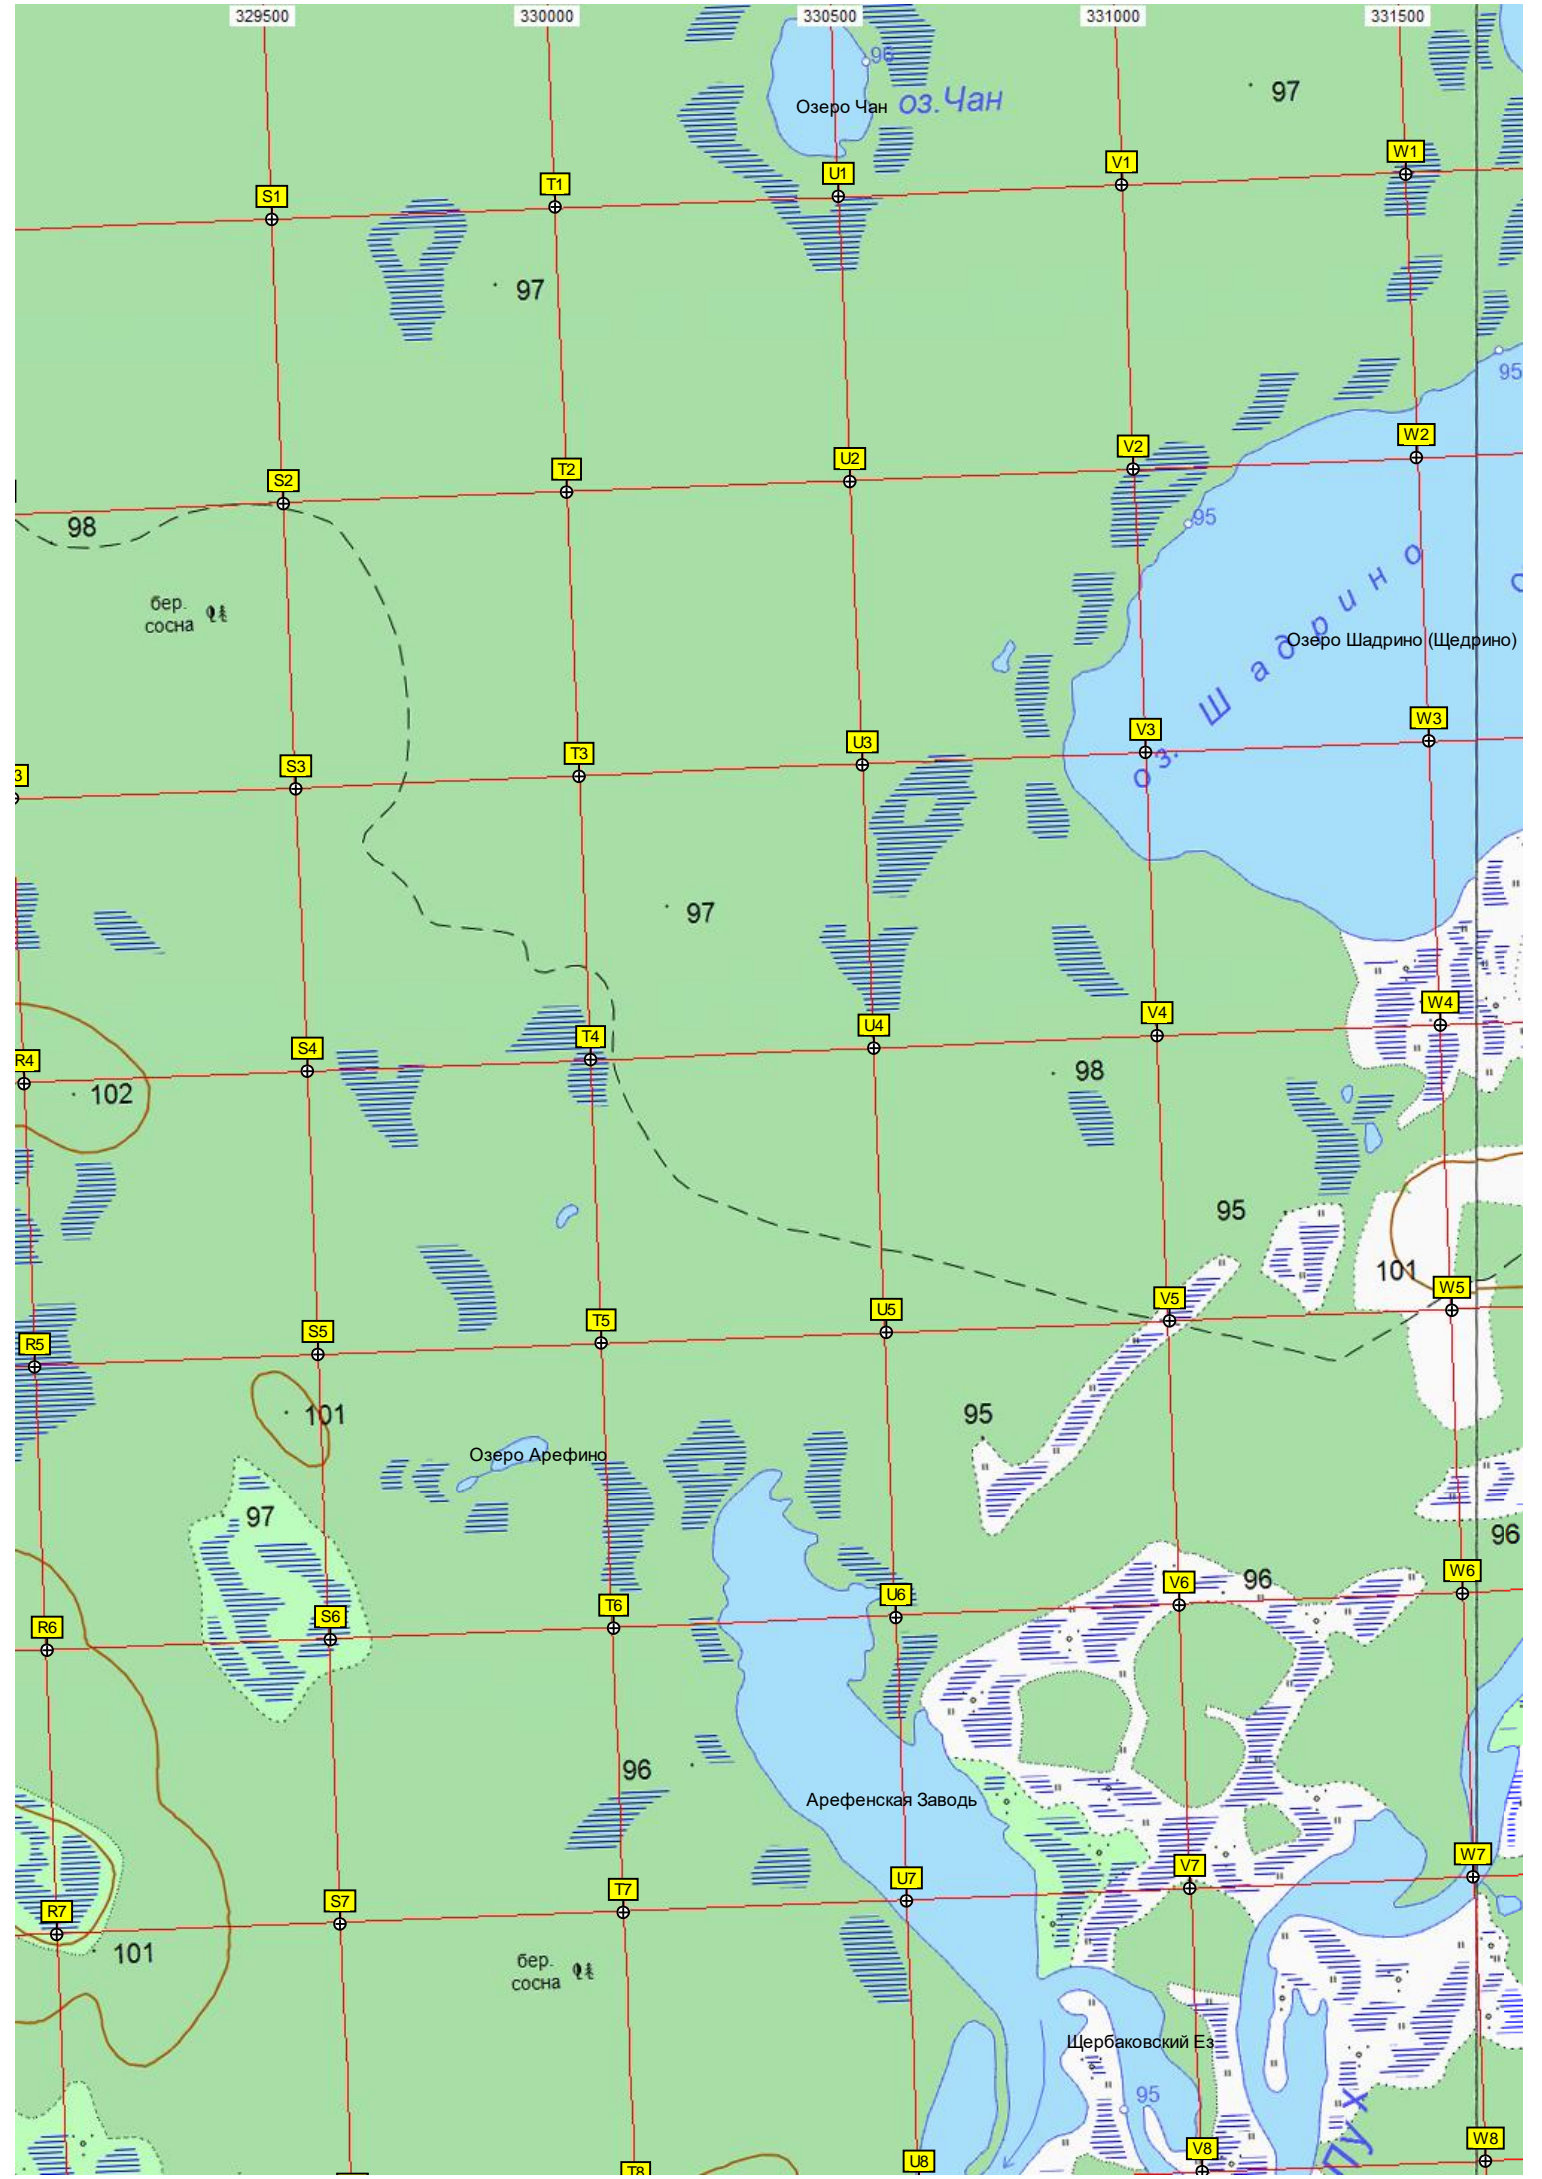 329500 330000 330500 331000 331500
96
Озеро Чан оз.Чан
97
W1
V1
U1
T1
S1
97
95
W2
V2
U2
T2
S2
95
98
бер.
сосна
оз. Шадрино
Озеро Шадрино (Щедрино)
W3
V3
U3
T3
S3
3
97
W4
V4
U4
T4
S4
R4
98
102
95
101
W5
V5
U5
T5
S5
R5
101
95
Озеро Арефино
97
96
W6
V6
96
U6
T6
S6
R6
96
Арефенская Заводь
W7
V7
U7
T7
S7
R7
101
бер.
сосна
Щербаковский Ез
95
Пух
W8
V8
U8
T8